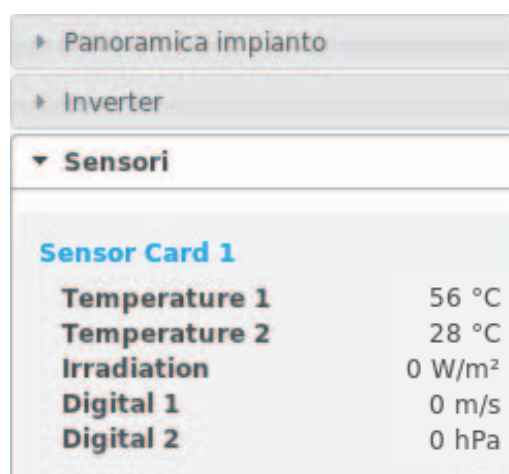 Panoramica impianto
Inverter
Sensori
Sensor Card 1
Temperature 1 56 °C
Temperature 2 28 °C
Irradiation 0 W/m²
Digital 1 0 m/s
Digital 2 0 hPa